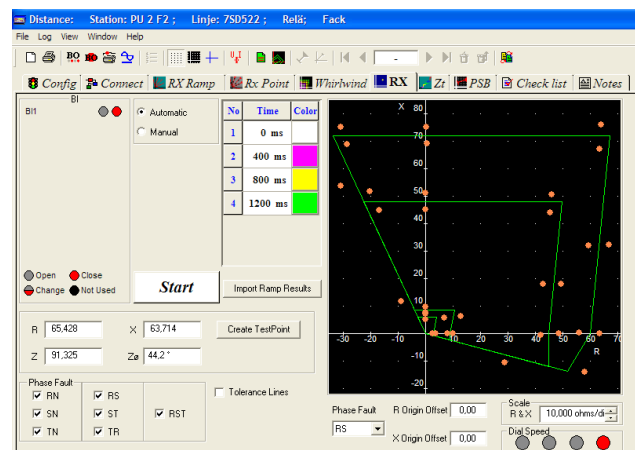 Distance: Station: PU 2 F2 ; Linje: 7SD522 ; Relä; Fack
File Log View Window Help
BO
-
Config Connect RX Ramp Rx Point Whirlwind RX Zt PSB Check list Notes
BI
BI1
Open Close
Change Not Used
Automatic
Manual
Start
No Time Color
1 0 ms
2 400 ms
3 800 ms
4 1200 ms
Import Ramp Results
X 80
70
60
50
40
30
20
10
-30 -20 -10 0 10 20 30 40 50 60 70
R
-10
-20
R 65,428 X 63,714 Create TestPoint
Z 91,325 Zø 44,2 °
Phase Fault
RN RS
SN ST RST
TN TR
Tolerance Lines
Phase Fault R Origin Offset 0,00
RS X Origin Offset 0,00
Scale
R & X 10,000 ohms/di
Dial Speed